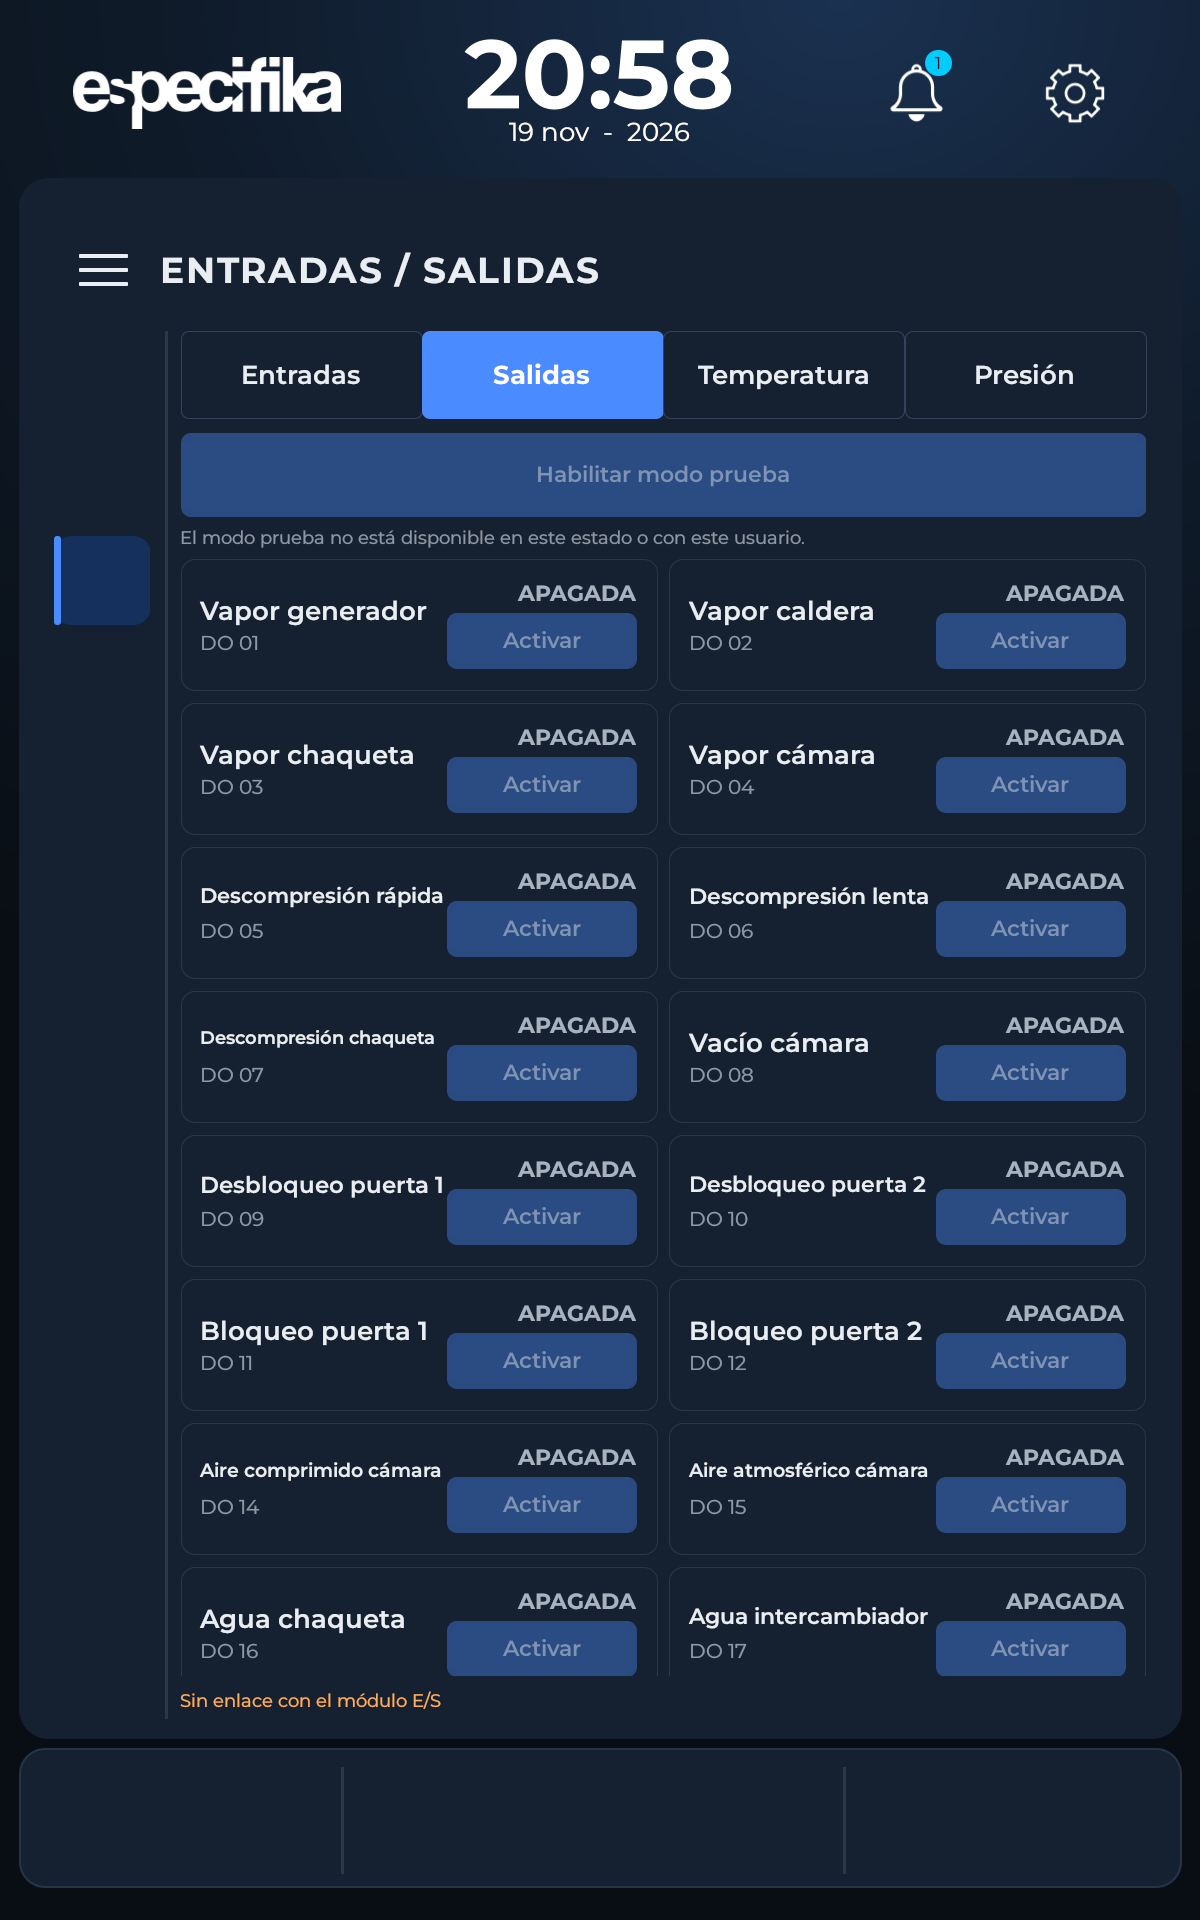 especifika
20:58
19 nov - 2026
1
ENTRADAS / SALIDAS
Entradas
Salidas
Temperatura
Presión
Habilitar modo prueba
El modo prueba no está disponible en este estado o con este usuario.
Vapor generador
DO 01
APAGADA
Activar
Vapor caldera
DO 02
APAGADA
Activar
Vapor chaqueta
DO 03
APAGADA
Activar
Vapor cámara
DO 04
APAGADA
Activar
Descompresión rápida
DO 05
APAGADA
Activar
Descompresión lenta
DO 06
APAGADA
Activar
Descompresión chaqueta
DO 07
APAGADA
Activar
Vacío cámara
DO 08
APAGADA
Activar
Desbloqueo puerta 1
DO 09
APAGADA
Activar
Desbloqueo puerta 2
DO 10
APAGADA
Activar
Bloqueo puerta 1
DO 11
APAGADA
Activar
Bloqueo puerta 2
DO 12
APAGADA
Activar
Aire comprimido cámara
DO 14
APAGADA
Activar
Aire atmosférico cámara
DO 15
APAGADA
Activar
Agua chaqueta
DO 16
APAGADA
Activar
Agua intercambiador
DO 17
APAGADA
Activar
Sin enlace con el módulo E/S